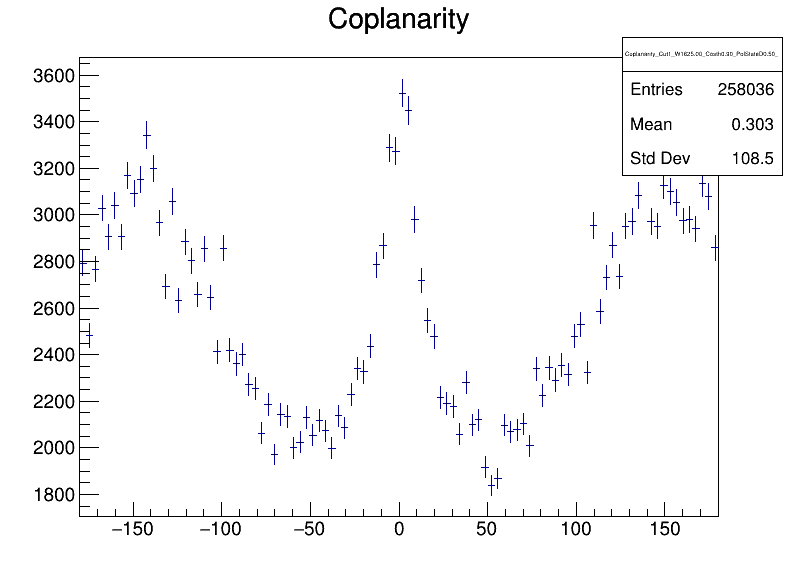 Coplanarity
Coplanarity_Cut1_W1625.00_Costh0.90_PolStateD0.50_
Entries 258036
Mean 0.303
Std Dev 108.5
3600
3400
3200
3000
2800
2600
2400
2200
2000
1800
−150 −100 −50 0 50 100 150